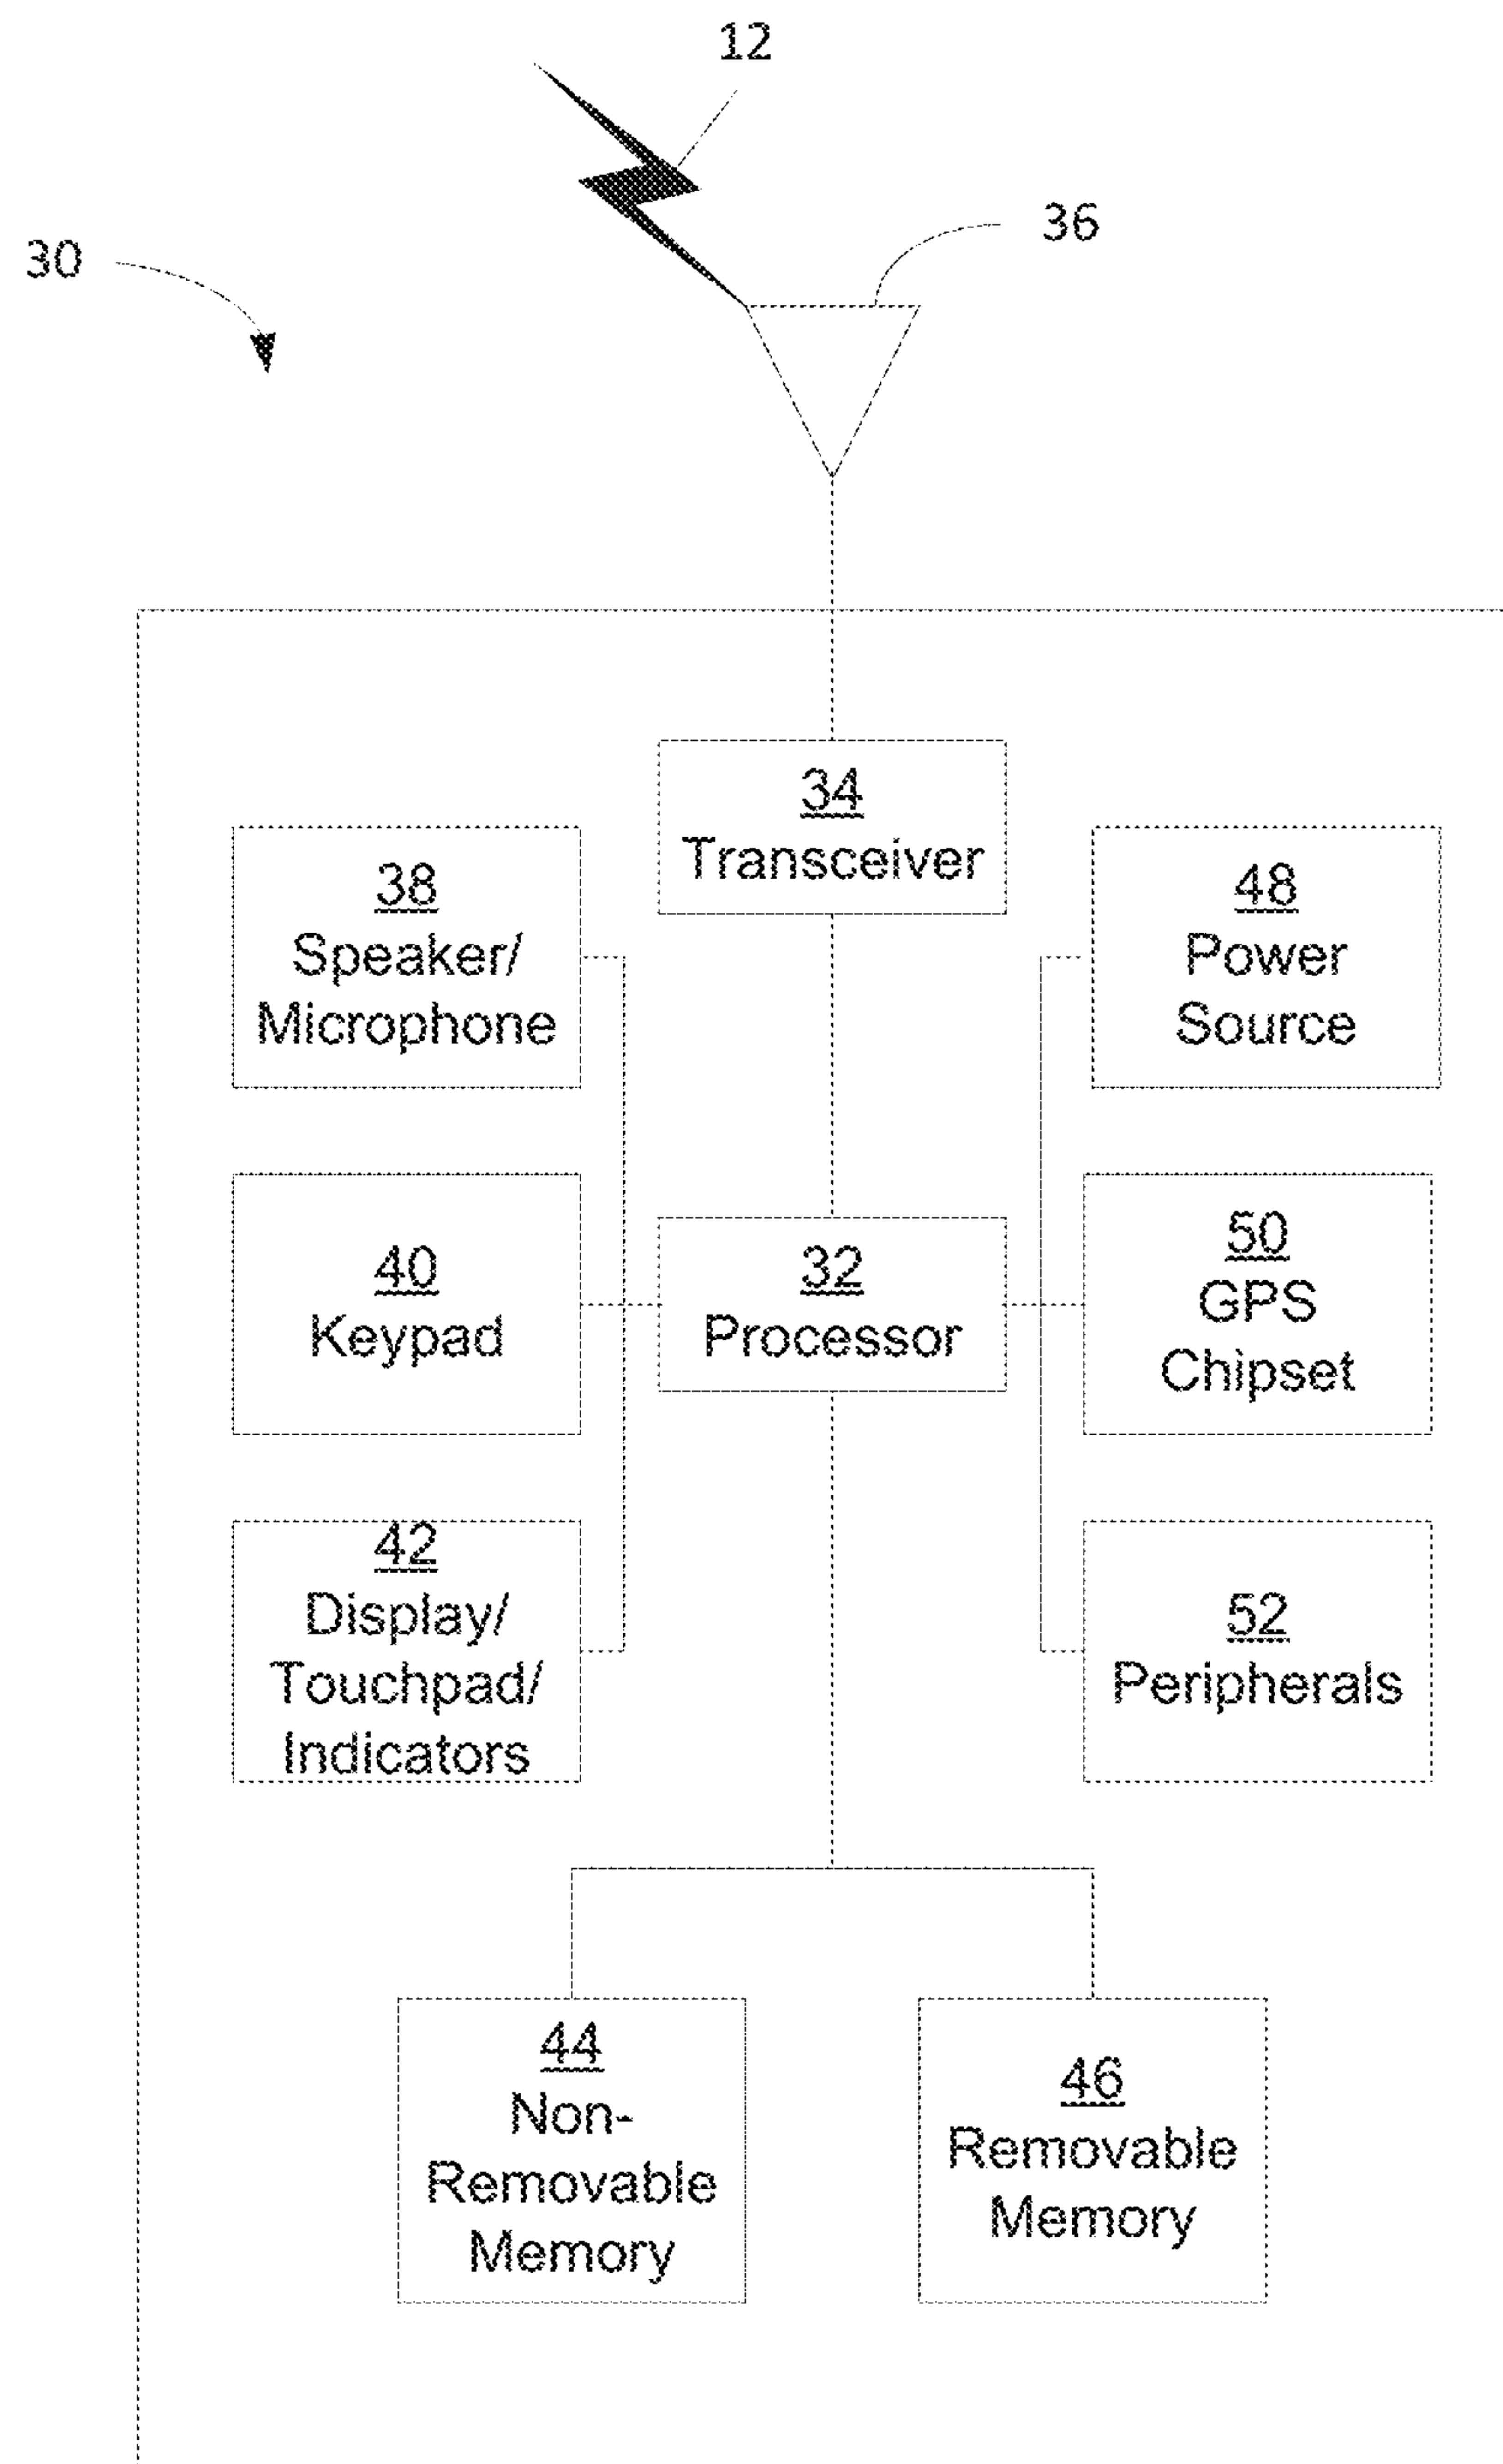 12
36
30
34
Transceiver
38
Speaker/
Microphone
48
Power
Source
40
Keypad
32
Processor
50
GPS
Chipset
42
Display/
Touchpad/
Indicators
52
Peripherals
44
Non-
Removable
Memory
46
Removable
Memory